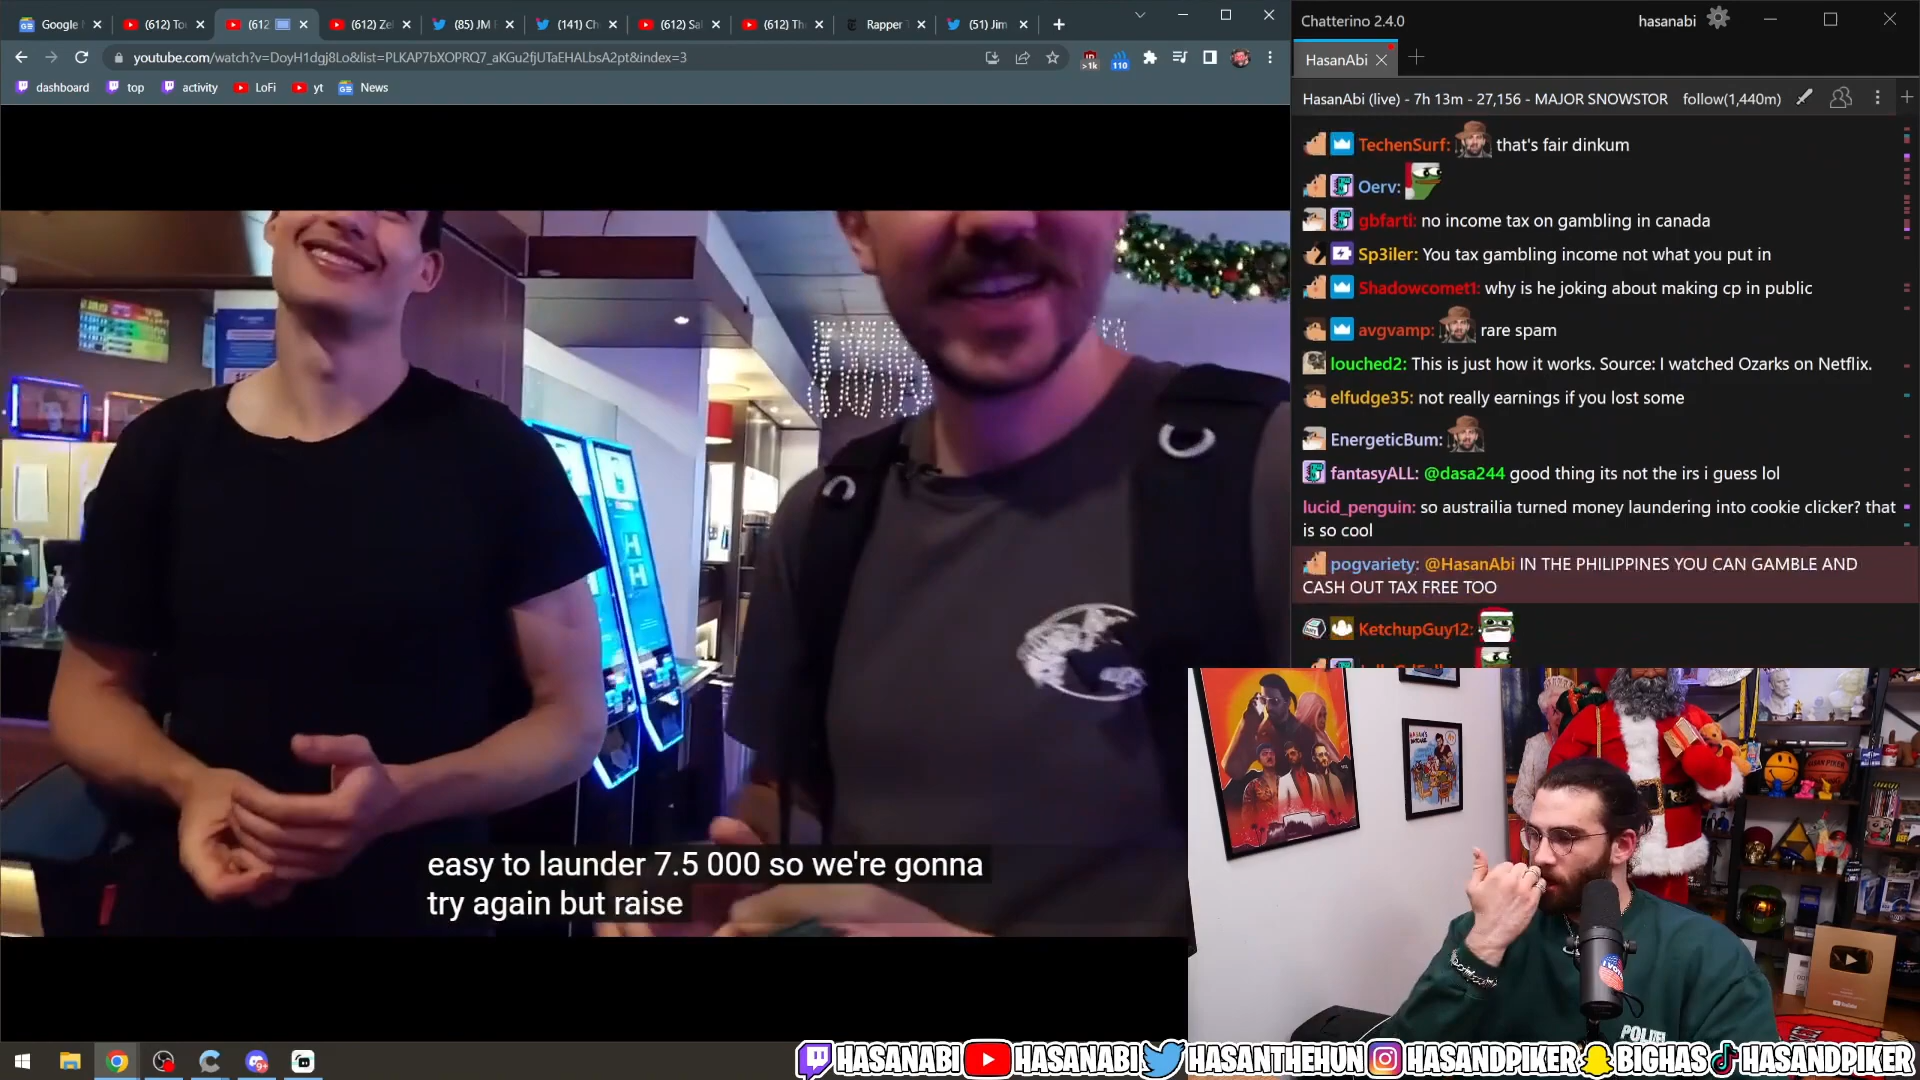 Google
(612) To
(612
(612) Ze
(85) JM E
(141) Ch
(612) Sa
(612) Th
Rapper
(51) Jim
youtube.com/watch?v=DoyH1dgj8Lo&list=PLKAP7bXOPRQ7_aKGu2fjUTaEHALbsA2pt&index=3
>1k
110
dashboard
top
activity
LoFi
yt
News
easy to launder 7.5 000 so we're gonna
try again but raise
Chatterino 2.4.0
hasanabi
HasanAbi
HasanAbi (live) - 7h 13m - 27,156 - MAJOR SNOWSTOR follow(1,440m)
TechenSurf: that's fair dinkum
Oerv:
gbfarti: no income tax on gambling in canada
Sp3iler: You tax gambling income not what you put in
Shadowcomet1: why is he joking about making cp in public
avgvamp: rare spam
louched2: This is just how it works. Source: I watched Ozarks on Netflix.
elfudge35: not really earnings if you lost some
EnergeticBum:
fantasyALL: @dasa244 good thing its not the irs i guess lol
lucid_penguin: so austrailia turned money laundering into cookie clicker? that
is so cool
pogvariety: @HasanAbi IN THE PHILIPPINES YOU CAN GAMBLE AND
CASH OUT TAX FREE TOO
KetchupGuy12:
POLIZEI
HASANABI HASANABI HASANTHEHUN HASANDPIKER BIGHAS HASANDPIKER